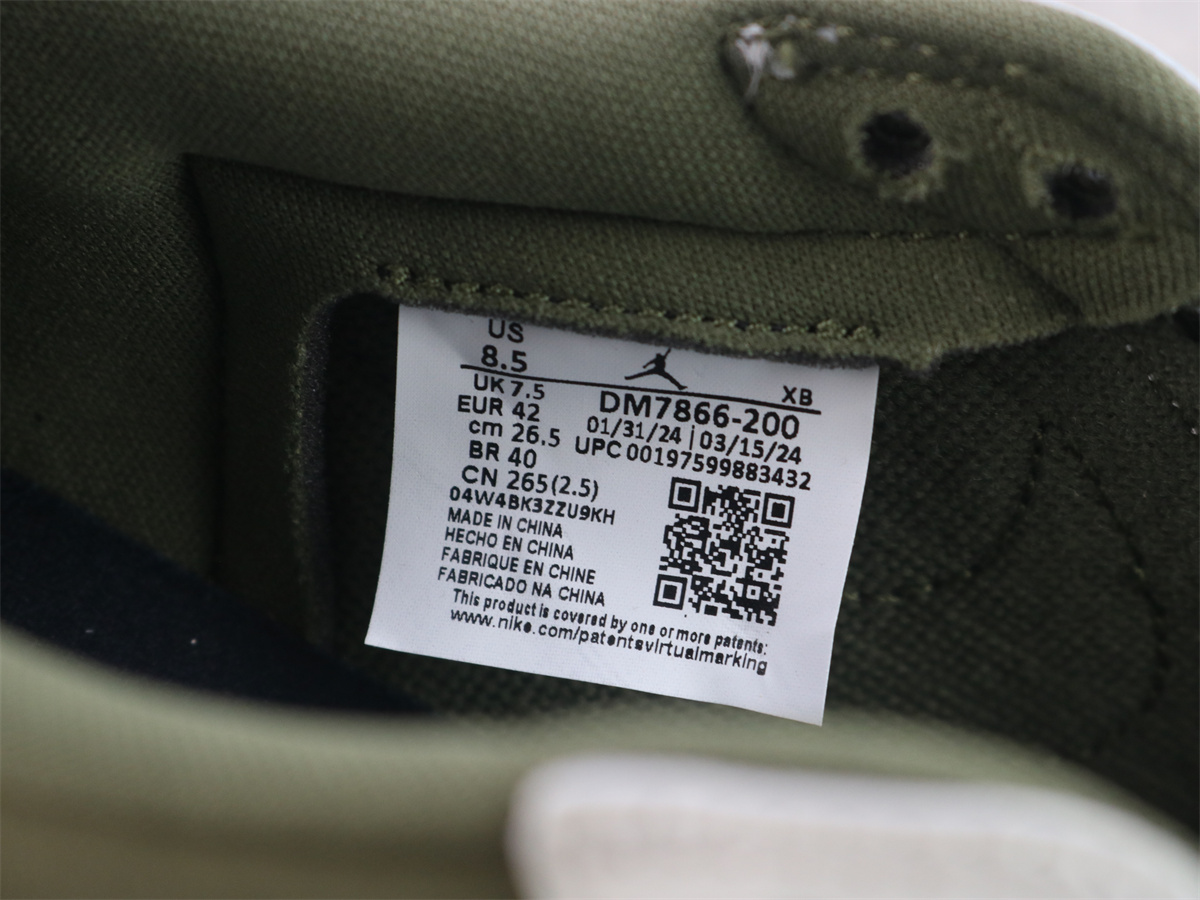 US
8.5
XB
UK 7.5
DM7866-200
EUR 42
01/31/24 | 03/15/24
cm 26.5
UPC 00197599883432
BR 40
CN 265(2.5)
04W4BK3ZZU9KH
MADE IN CHINA
HECHO EN CHINA
FABRIQUE EN CHINE
FABRICADO NA CHINA
This product is covered by one or more patents:
www.nike.com/patentsvirtualmarking